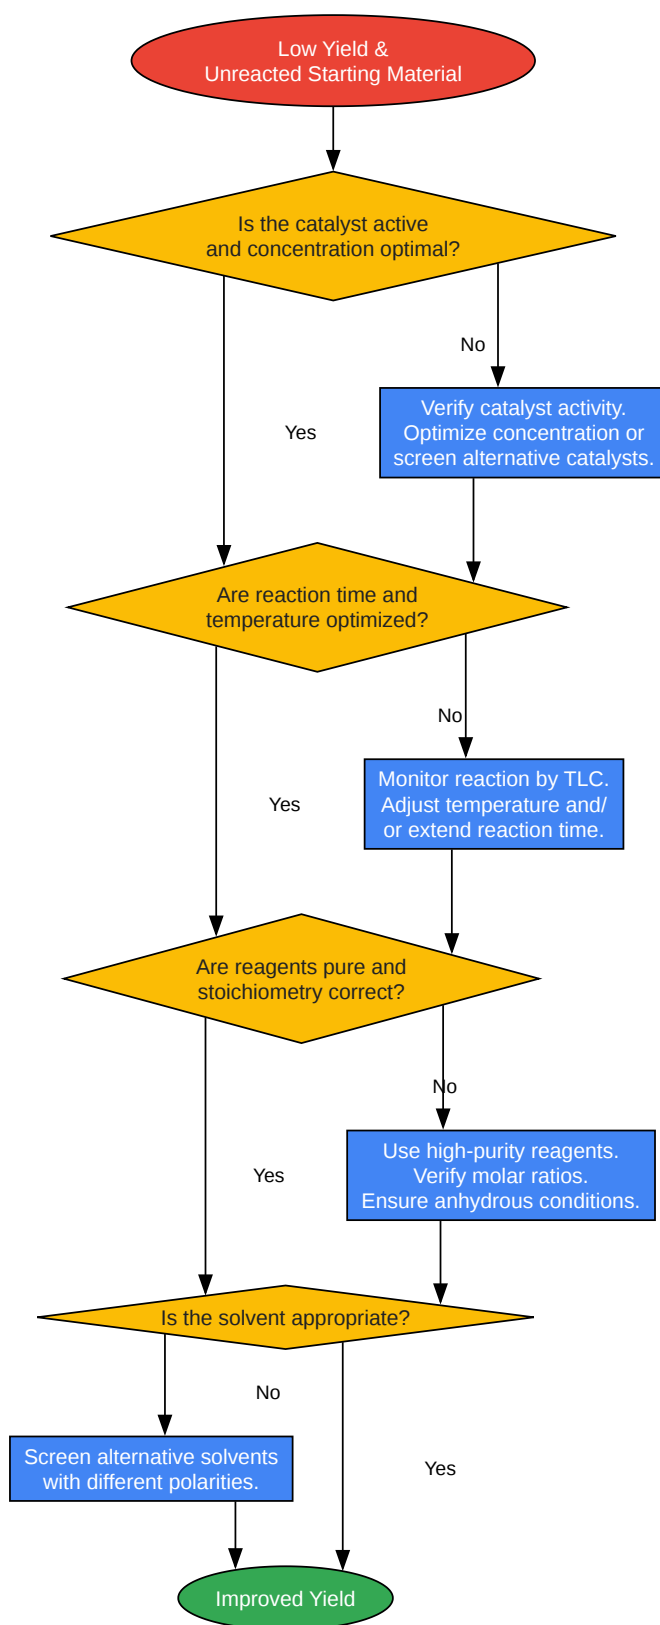 Low Yield &
Unreacted Starting Material
Is the catalyst active
and concentration optimal?
No
Yes
Verify catalyst activity.
Optimize concentration or
screen alternative catalysts.
Are reaction time and
temperature optimized?
No
Yes
Monitor reaction by TLC.
Adjust temperature and/
or extend reaction time.
Are reagents pure and
stoichiometry correct?
No
Yes
Use high-purity reagents.
Verify molar ratios.
Ensure anhydrous conditions.
Is the solvent appropriate?
No
Yes
Screen alternative solvents
with different polarities.
Improved Yield